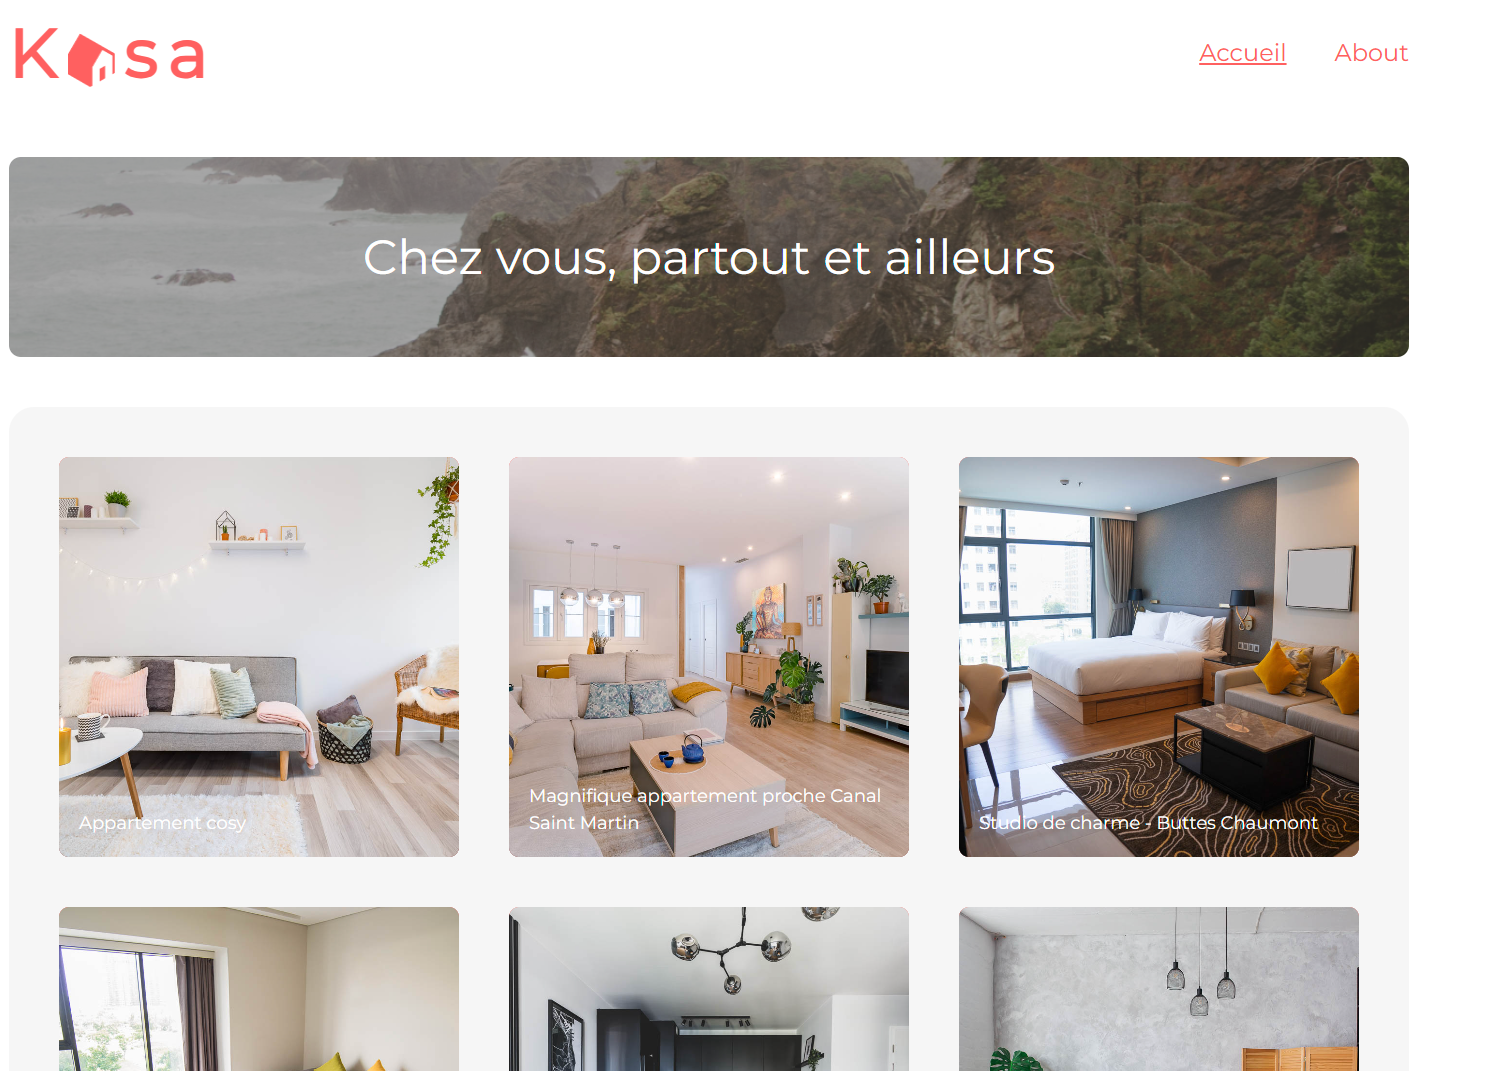 Kasa
Accueil
About
Chez vous, partout et ailleurs
Appartement cosy
Magnifique appartement proche Canal
Saint Martin
Studio de charme - Buttes Chaumont